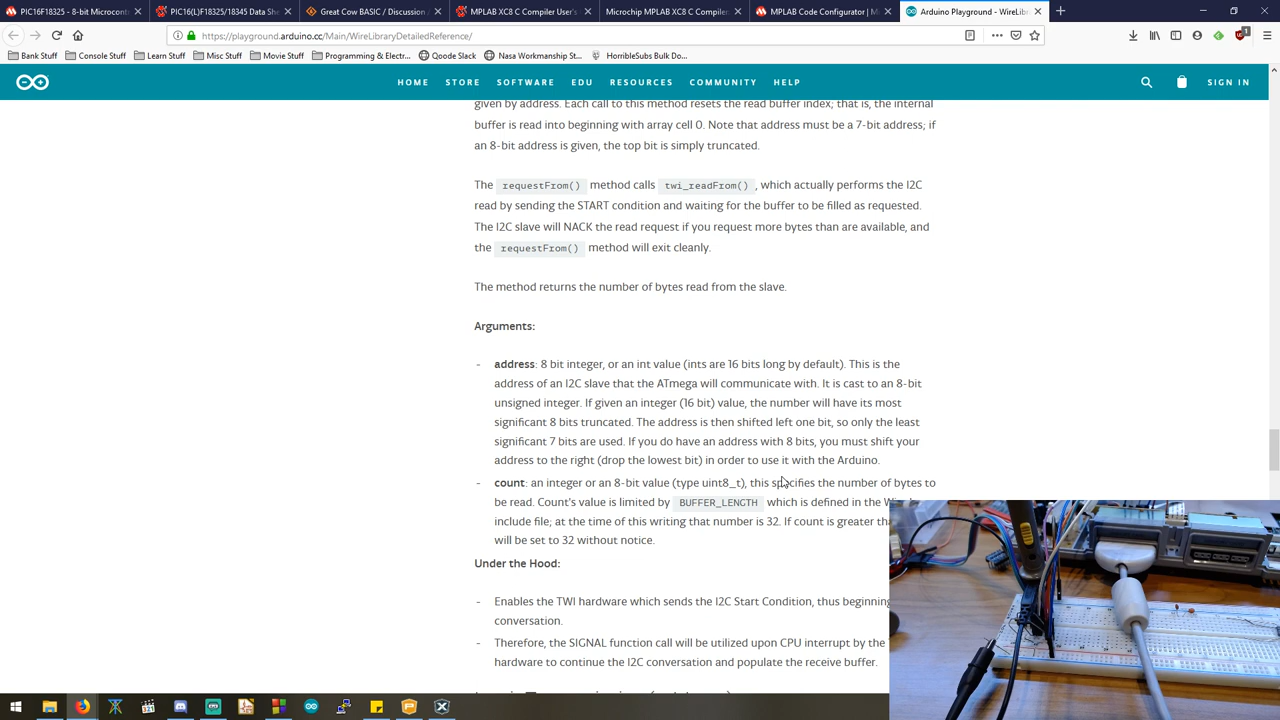 PIC16F18325 - 8-bit Microcont
PIC16(L)F18325/18345 Data She
Great Cow BASIC / Discussion /
MPLAB XC8 C Compiler User's
Microchip MPLAB XC8 C Compiler
MPLAB Code Configurator | M
Arduino Playground - WireLib
https://playground.arduino.cc/Main/WireLibraryDetailedReference/
Bank Stuff Console Stuff Learn Stuff Misc Stuff Movie Stuff Programming & Electr... Qoode Slack Nasa Workmanship St... HorribleSubs Bulk Do...
HOME STORE SOFTWARE EDU RESOURCES COMMUNITY HELP SIGN IN
given by address. Each call to this method resets the read buffer index; that is, the internal
buffer is read into beginning with array cell 0. Note that address must be a 7-bit address; if
an 8-bit address is given, the top bit is simply truncated.
The requestFrom() method calls twi_readFrom() , which actually performs the I2C
read by sending the START condition and waiting for the buffer to be filled as requested.
The I2C slave will NACK the read request if you request more bytes than are available, and
the requestFrom() method will exit cleanly.
The method returns the number of bytes read from the slave.
Arguments:
- address: 8 bit integer, or an int value (ints are 16 bits long by default). This is the
address of an I2C slave that the ATmega will communicate with. It is cast to an 8-bit
unsigned integer. If given an integer (16 bit) value, the number will have its most
significant 8 bits truncated. The address is then shifted left one bit, so only the least
significant 7 bits are used. If you do have an address with 8 bits, you must shift your
address to the right (drop the lowest bit) in order to use it with the Arduino.
- count: an integer or an 8-bit value (type uint8_t), this specifies the number of bytes to
be read. Count's value is limited by BUFFER_LENGTH which is defined in the
include file; at the time of this writing that number is 32. If count is greater
will be set to 32 without notice.
Under the Hood:
- Enables the TWI hardware which sends the I2C Start Condition, thus beginning
conversation.
- Therefore, the SIGNAL function call will be utilized upon CPU interrupt by the
hardware to continue the I2C conversation and populate the receive buffer.